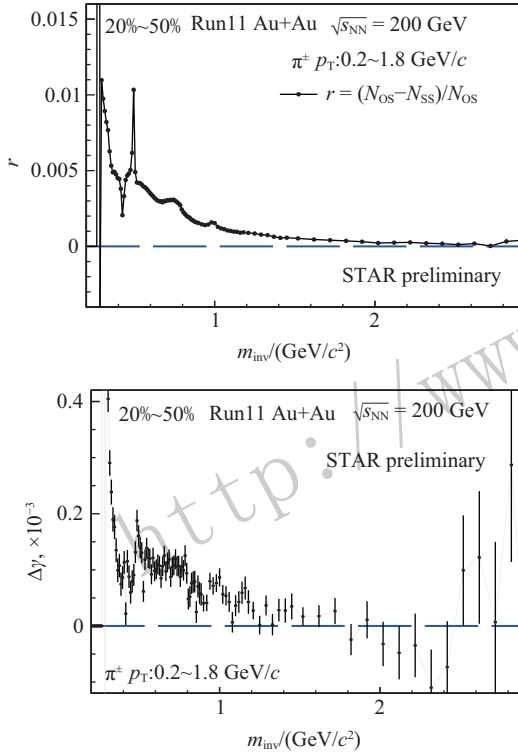 0.015
20%~50% Run11 Au+Au √sNN = 200 GeV
π± pT:0.2~1.8 GeV/c
r = (NOS−NSS)/NOS
0.01
r
0.005
0
STAR preliminary
1 2
minv/(GeV/c²)
0.4
20%~50% Run11 Au+Au √sNN = 200 GeV
STAR preliminary
0.2
Δγ, ×10⁻³
0
π± pT:0.2~1.8 GeV/c
1 2
minv/(GeV/c²)
http://www